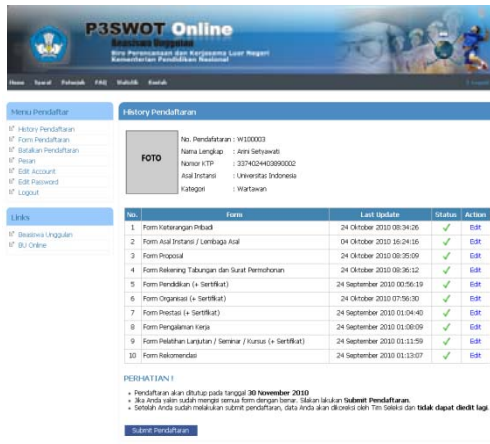 P3SWOT Online
Beasiswa Unggulan
Biro Perencanaan dan Kerjasama Luar Negeri
Kementerian Pendidikan Nasional
Home Syarat Petunjuk FAQ Statistik Kontak
Menu Pendaftar
History Pendaftaran
Form Pendaftaran
Batalkan Pendaftaran
Pesan
Edit Account
Edit Password
Logout
Links
Beasiswa Unggulan
BU Online
History Pendaftaran
FOTO
No. Pendafataran : W100003
Nama Lengkap : Arini Setyawati
Nomor KTP : 3374024403890002
Asal Instansi : Universitas Indonesia
Kategori : Wartawan
No. Form Last Update Status Action
1 Form Keterangan Pribadi 24 Oktober 2010 08:34:26 ✓ Edit
2 Form Asal Instansi / Lembaga Asal 04 Oktober 2010 16:24:16 ✓ Edit
3 Form Proposal 24 Oktober 2010 08:35:09 ✓ Edit
4 Form Rekening Tabungan dan Surat Permohonan 24 Oktober 2010 08:36:12 ✓ Edit
5 Form Pendidikan (+ Sertifikat) 24 September 2010 00:56:19 ✓ Edit
6 Form Organisasi (+ Sertifikat) 24 Oktober 2010 07:56:30 ✓ Edit
7 Form Prestasi (+ Sertifikat) 24 September 2010 01:04:40 ✓ Edit
8 Form Pengalaman Kerja 24 September 2010 01:08:09 ✓ Edit
9 Form Pelatihan Lanjutan / Seminar / Kursus (+ Sertifikat) 24 September 2010 01:11:59 ✓ Edit
10 Form Rekomendasi 24 September 2010 01:13:07 ✓ Edit
PERHATIAN !
Pendaftaran akan ditutup pada tanggal 30 November 2010
Jika Anda yakin sudah mengisi semua form dengan benar. Silakan lakukan Submit Pendaftaran.
Setelah Anda sudah melakukan submit pendaftaran, data Anda akan dikoreksi oleh Tim Seleksi dan tidak dapat diedit lagi.
Submit Pendaftaran